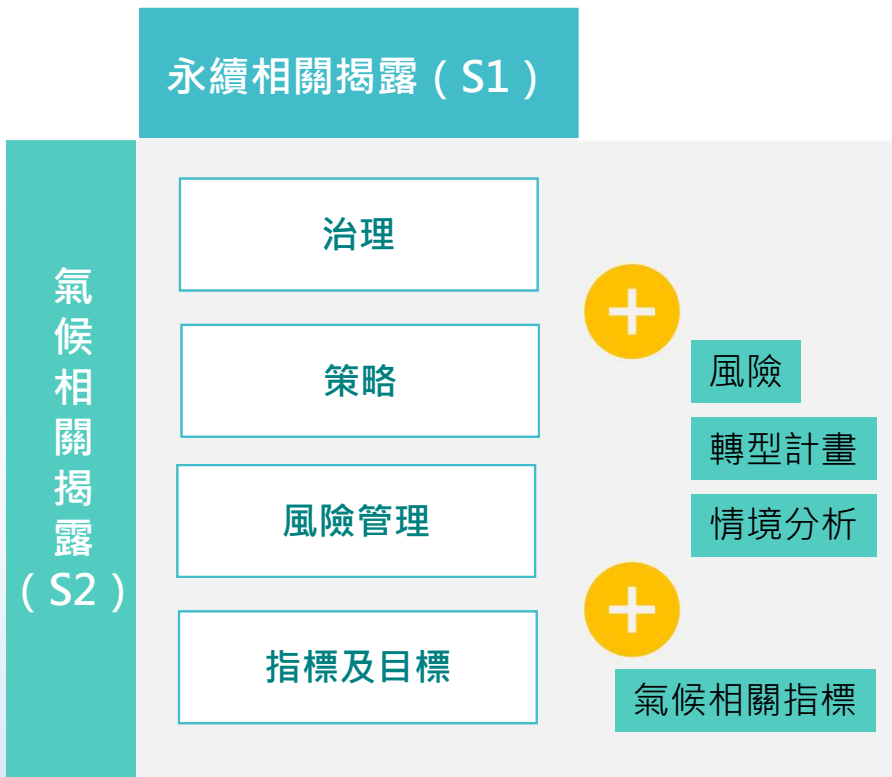 永續相關揭露（S1）
氣候相關揭露（S2）
治理
策略
風險管理
指標及目標
風險
轉型計畫
情境分析
氣候相關指標